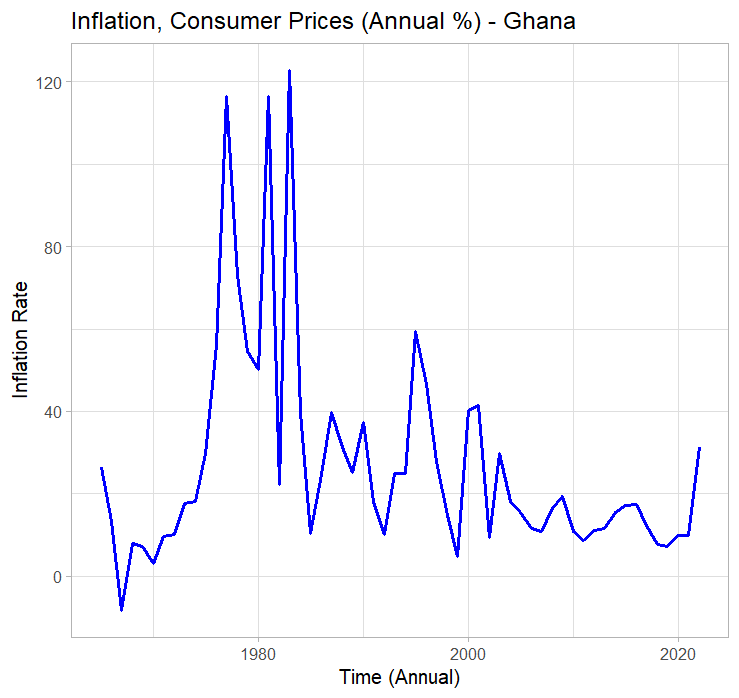 Inflation, Consumer Prices (Annual %) - Ghana
120
80
40
0
Inflation Rate
1980 2000 2020
Time (Annual)